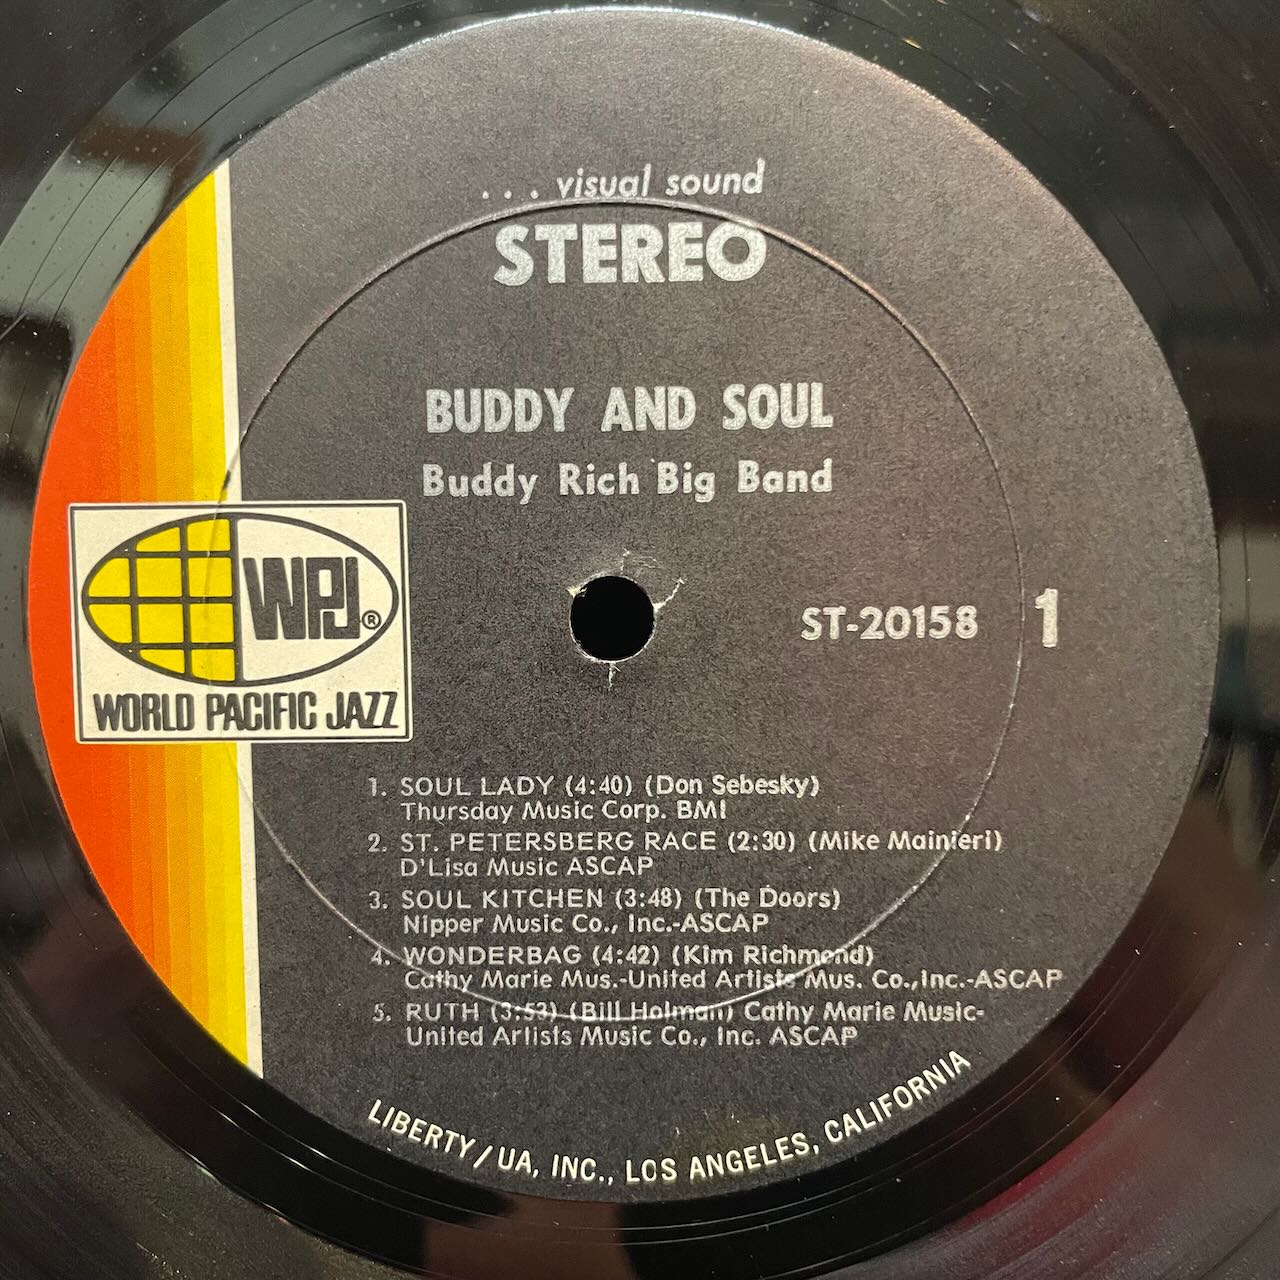 . . . visual sound
STEREO
BUDDY AND SOUL
Buddy Rich Big Band
WPJ®
WORLD PACIFIC JAZZ
ST-20158 1
1. SOUL LADY (4:40) (Don Sebesky)
Thursday Music Corp. BMI
2. ST. PETERSBERG RACE (2:30) (Mike Mainieri)
D'Lisa Music ASCAP
3. SOUL KITCHEN (3:48) (The Doors)
Nipper Music Co., Inc.-ASCAP
4. WONDERBAG (4:42) (Kim Richmond)
Cathy Marie Mus.-United Artists Mus. Co.,Inc.-ASCAP
5. RUTH (3:53) (Bill Holman) Cathy Marie Music-
United Artists Music Co., Inc. ASCAP
LIBERTY/UA, INC., LOS ANGELES, CALIFORNIA